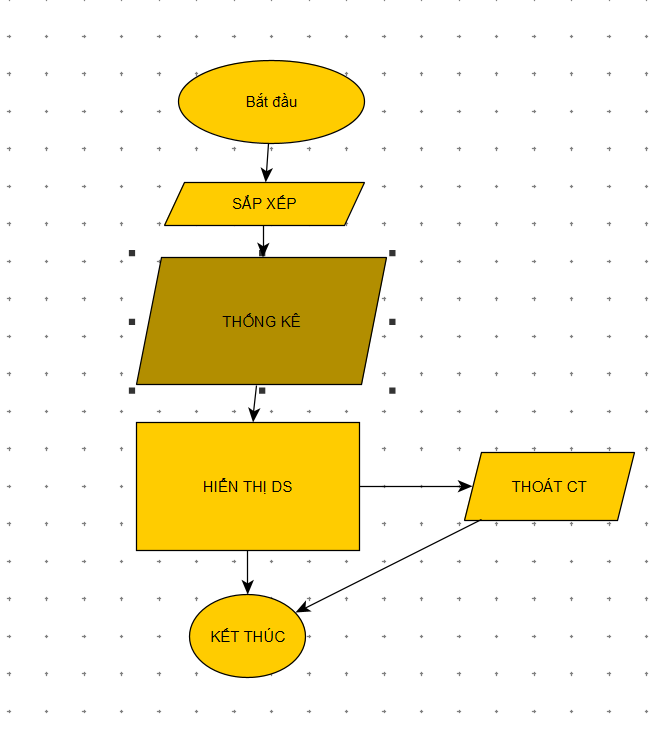 Bắt đầu
SẮP XẾP
THỐNG KÊ
HIỂN THỊ DS
THOÁT CT
KẾT THÚC